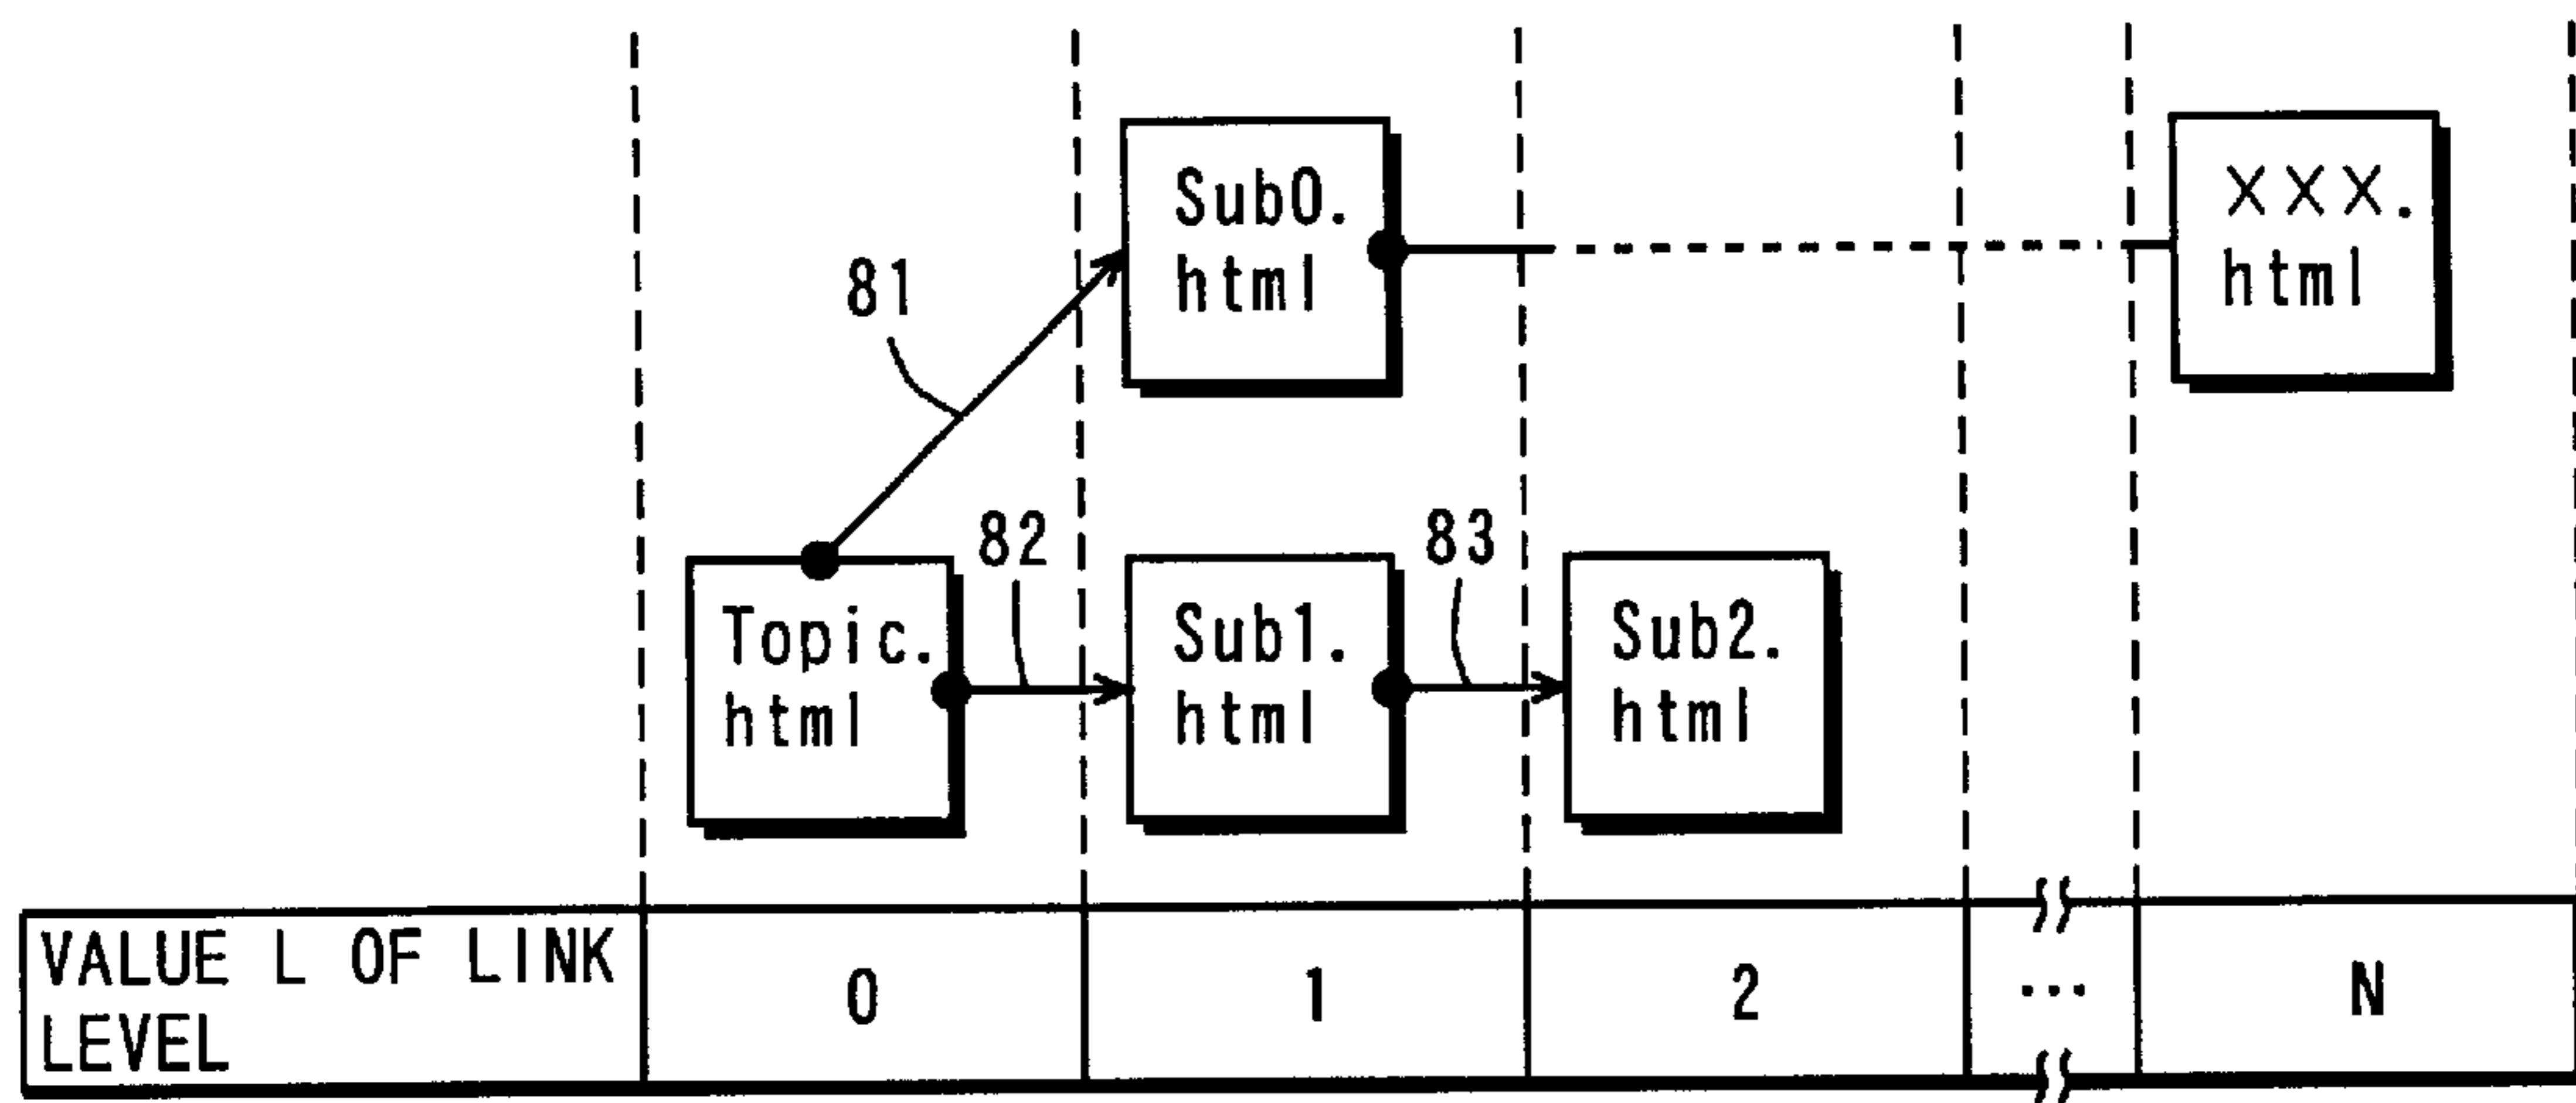 Sub0.
html
×××.
html
81
82
83
Topic.
html
Sub1.
html
Sub2.
html
VALUE L OF LINK
LEVEL
0
1
2
...
N